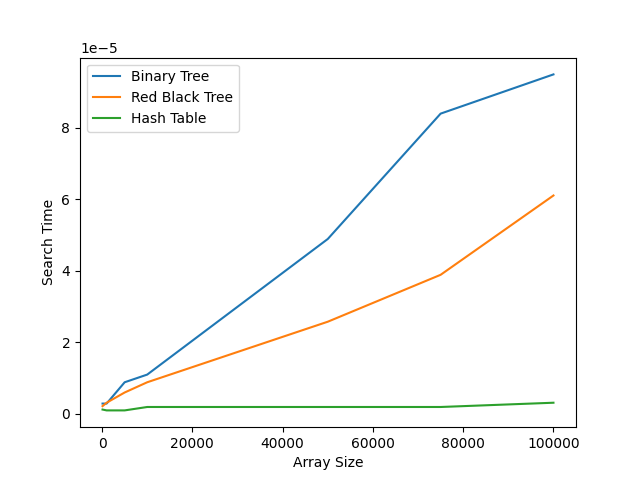 1e−5
Binary Tree
Red Black Tree
Hash Table
8
6
4
2
0
Search Time
0 20000 40000 60000 80000 100000
Array Size